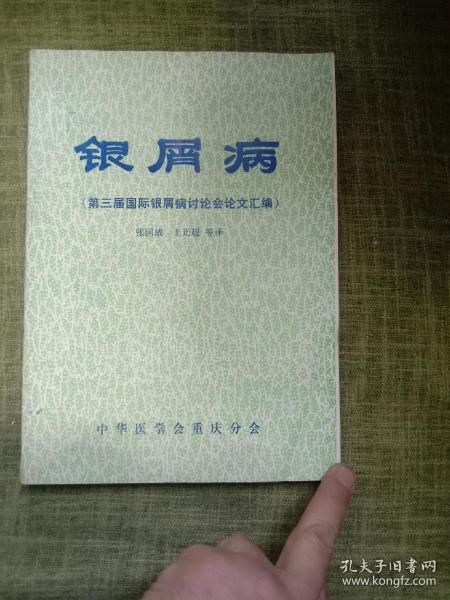 银屑病
(第三届国际银屑病讨论会论文汇编)
张国威 王北超 等译
中华医学会重庆分会
孔夫子旧书网
www.kongfz.com